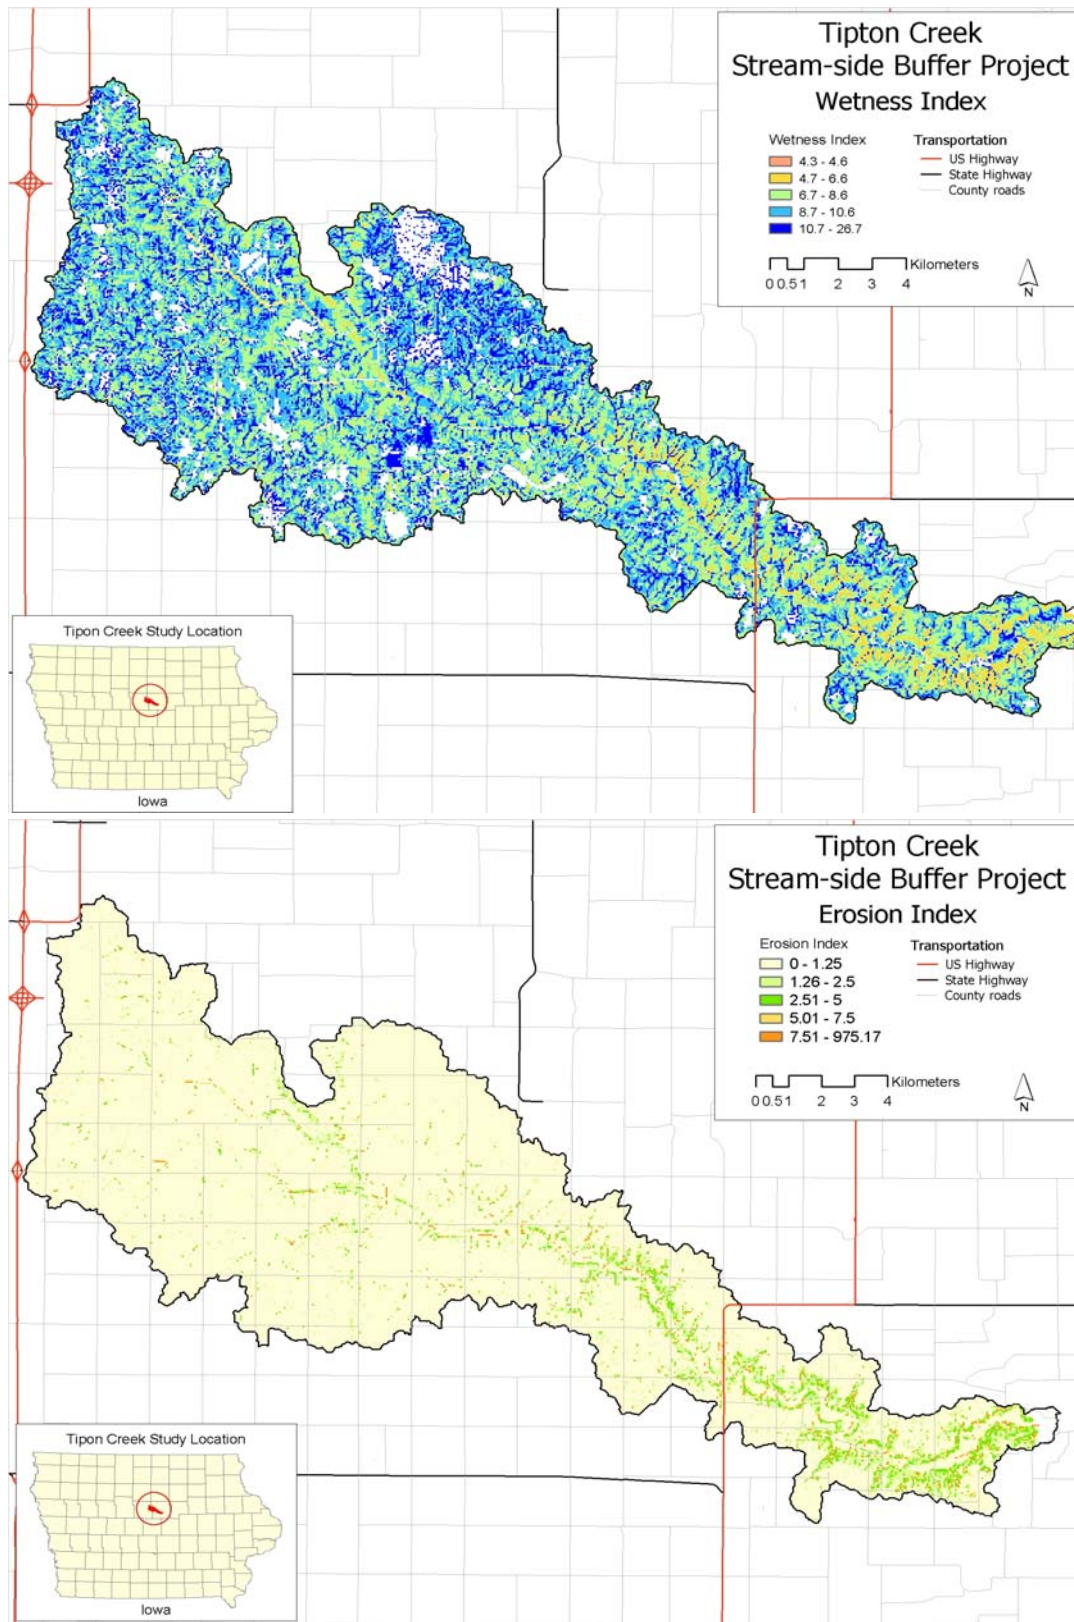 Tipton Creek
Stream-side Buffer Project
Wetness Index
Wetness Index
4.3 - 4.6
4.7 - 6.6
6.7 - 8.6
8.7 - 10.6
10.7 - 26.7
Transportation
US Highway
State Highway
County roads
Kilometers
0 0.5 1 2 3 4
N
Tipon Creek Study Location
Iowa
Tipton Creek
Stream-side Buffer Project
Erosion Index
Erosion Index
0 - 1.25
1.26 - 2.5
2.51 - 5
5.01 - 7.5
7.51 - 975.17
Transportation
US Highway
State Highway
County roads
Kilometers
0 0.5 1 2 3 4
N
Tipon Creek Study Location
Iowa